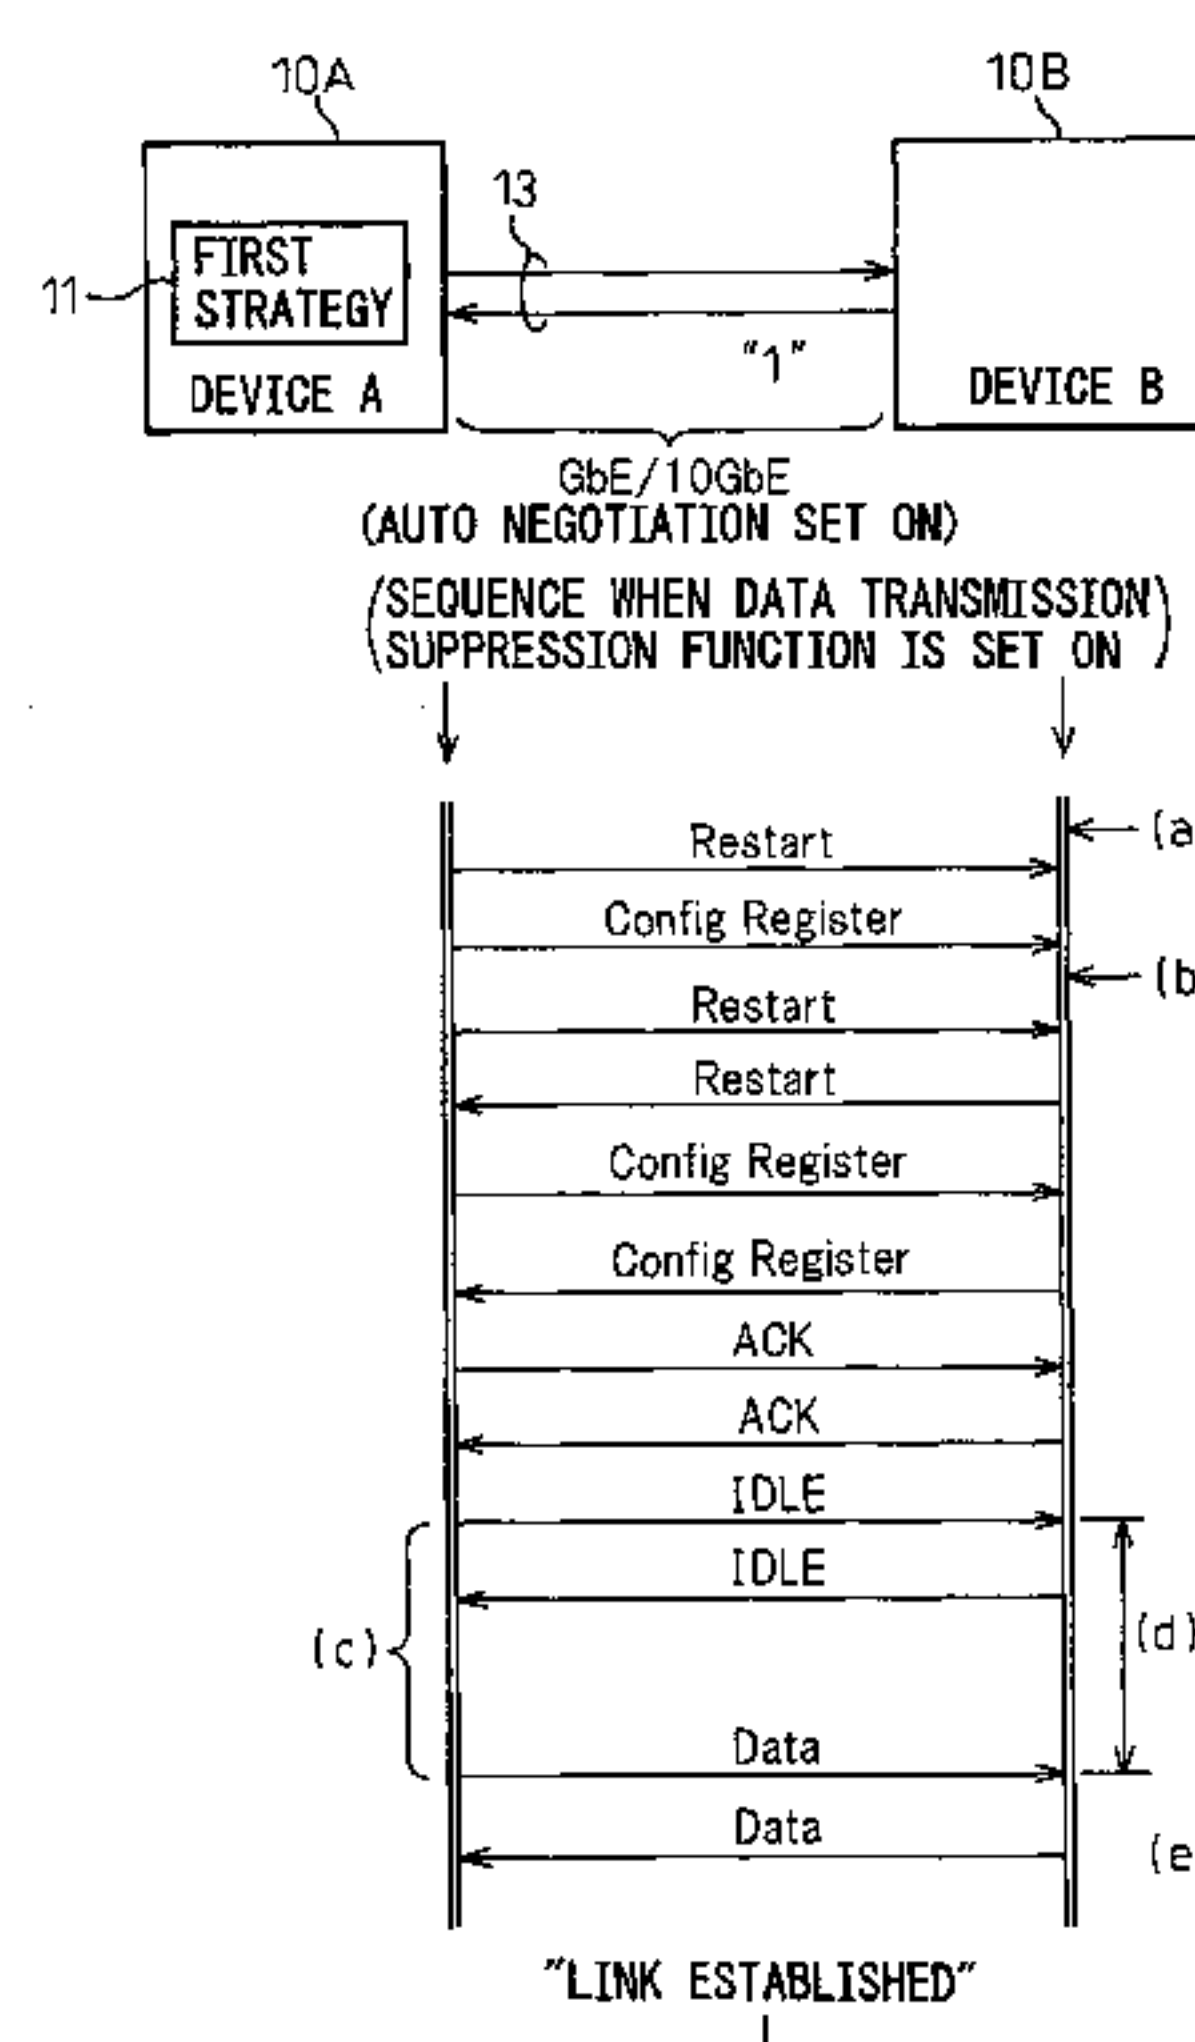 10A
10B
13
FIRST
STRATEGY
11
"1"
DEVICE A
DEVICE B
GbE/10GbE
(AUTO NEGOTIATION SET ON)
(SEQUENCE WHEN DATA TRANSMISSION
SUPPRESSION FUNCTION IS SET ON)
Restart
(a
Config Register
(b
Restart
Restart
Config Register
Config Register
ACK
ACK
IDLE
IDLE
(c)
(d)
Data
Data
(e
"LINK ESTABLISHED"